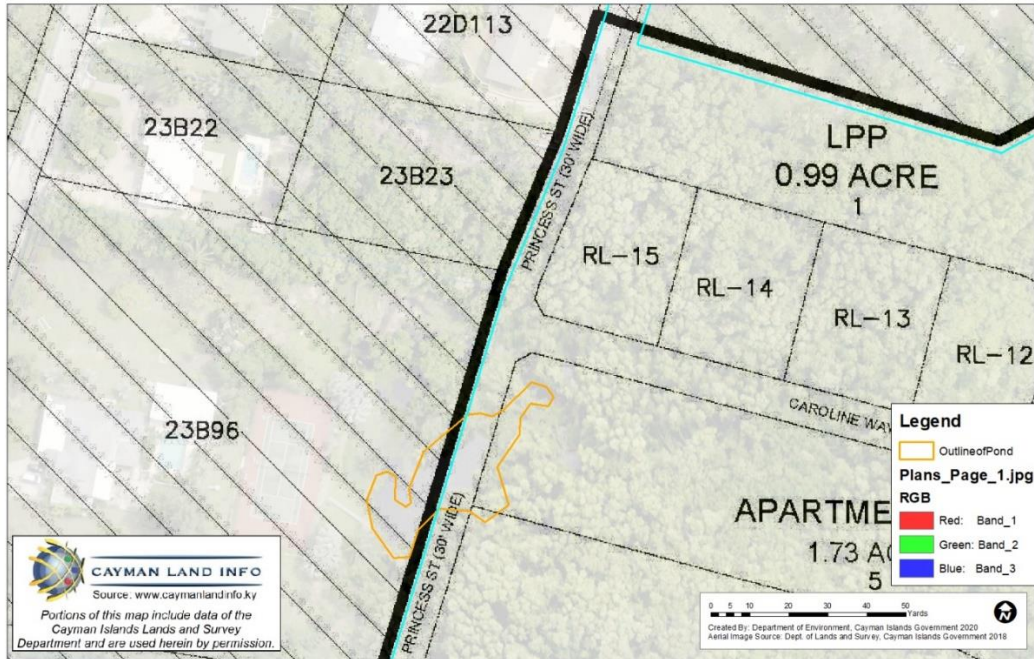 22D113
23B22
23B23
PRINCESS ST (30' WIDE)
LPP
0.99 ACRE
1
RL-15
RL-14
RL-13
RL-12
CAROLINE WAY
23B96
PRINCESS ST (30' WIDE)
APARTME
1.73 AC
5
Legend
OutlineofPond
Plans_Page_1.jpg
RGB
Red: Band_1
Green: Band_2
Blue: Band_3
CAYMAN LAND INFO
Source: www.caymanlandinfo.ky
Portions of this map include data of the
Cayman Islands Lands and Survey
Department and are used herein by permission.
0 5 10 20 30 40 50
Yards
N
Created By: Department of Environment, Cayman Islands Government 2020
Aerial Image Source: Dept. of Lands and Survey, Cayman Islands Government 2018